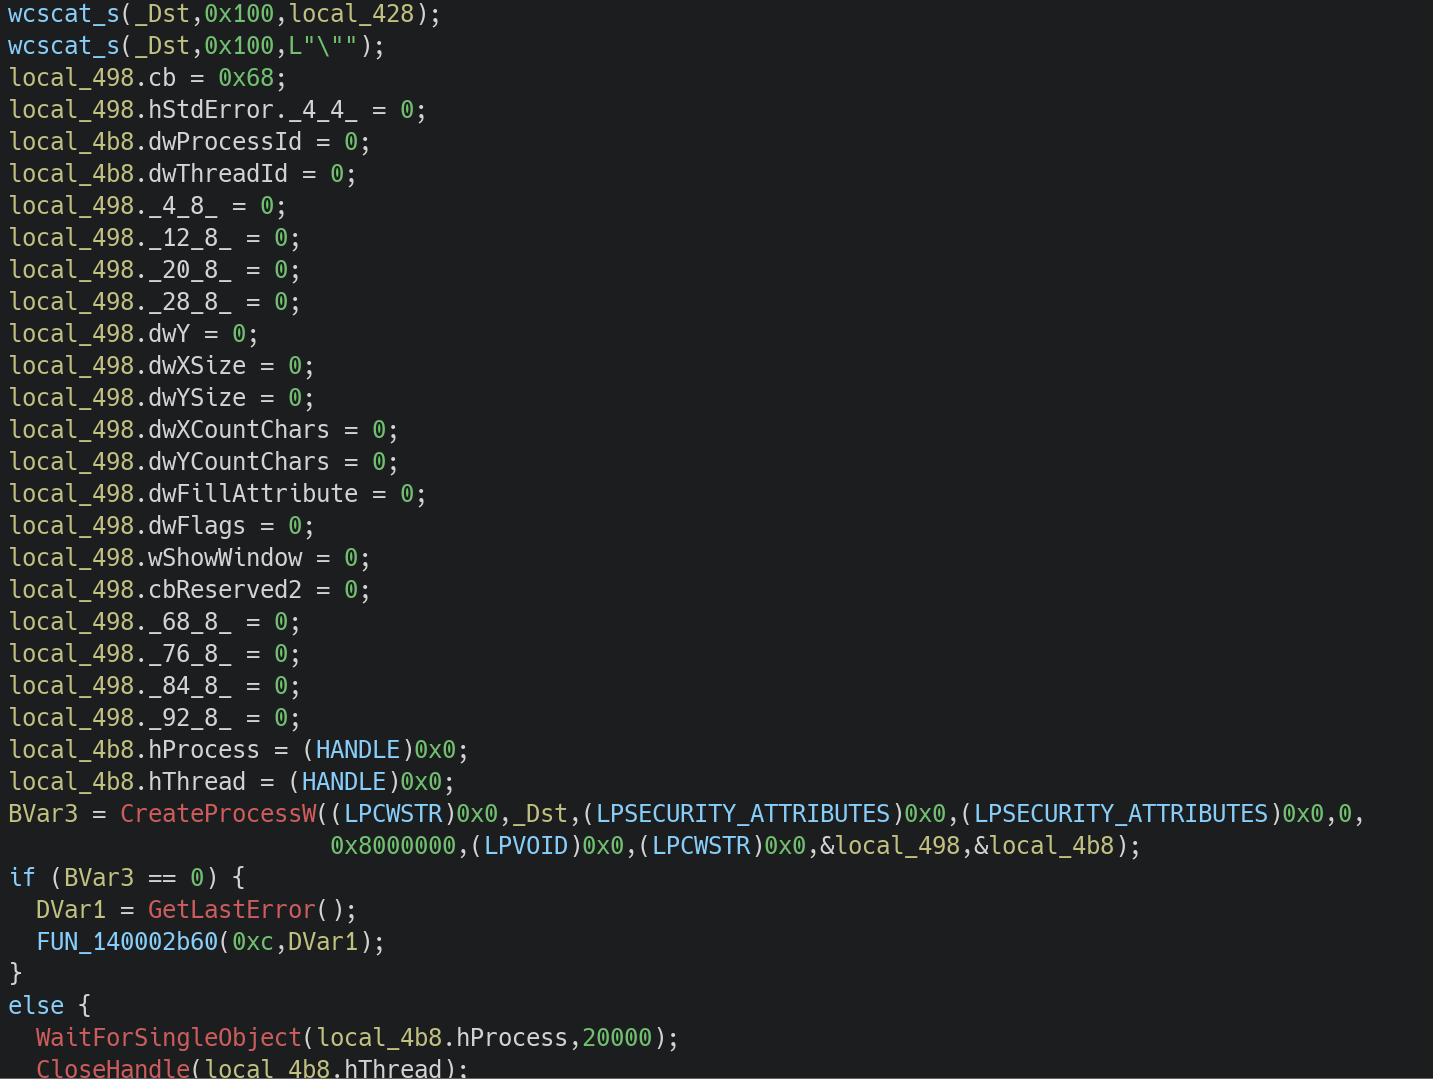 wcscat_s(_Dst,0x100,local_428);
wcscat_s(_Dst,0x100,L"\"");
local_498.cb = 0x68;
local_498.hStdError._4_4_ = 0;
local_4b8.dwProcessId = 0;
local_4b8.dwThreadId = 0;
local_498._4_8_ = 0;
local_498._12_8_ = 0;
local_498._20_8_ = 0;
local_498._28_8_ = 0;
local_498.dwY = 0;
local_498.dwXSize = 0;
local_498.dwYSize = 0;
local_498.dwXCountChars = 0;
local_498.dwYCountChars = 0;
local_498.dwFillAttribute = 0;
local_498.dwFlags = 0;
local_498.wShowWindow = 0;
local_498.cbReserved2 = 0;
local_498._68_8_ = 0;
local_498._76_8_ = 0;
local_498._84_8_ = 0;
local_498._92_8_ = 0;
local_4b8.hProcess = (HANDLE)0x0;
local_4b8.hThread = (HANDLE)0x0;
BVar3 = CreateProcessW((LPCWSTR)0x0,_Dst,(LPSECURITY_ATTRIBUTES)0x0,(LPSECURITY_ATTRIBUTES)0x0,0,
0x8000000,(LPVOID)0x0,(LPCWSTR)0x0,&local_498,&local_4b8);
if (BVar3 == 0) {
DVar1 = GetLastError();
FUN_140002b60(0xc,DVar1);
}
else {
WaitForSingleObject(local_4b8.hProcess,20000);
CloseHandle(local_4b8.hThread);